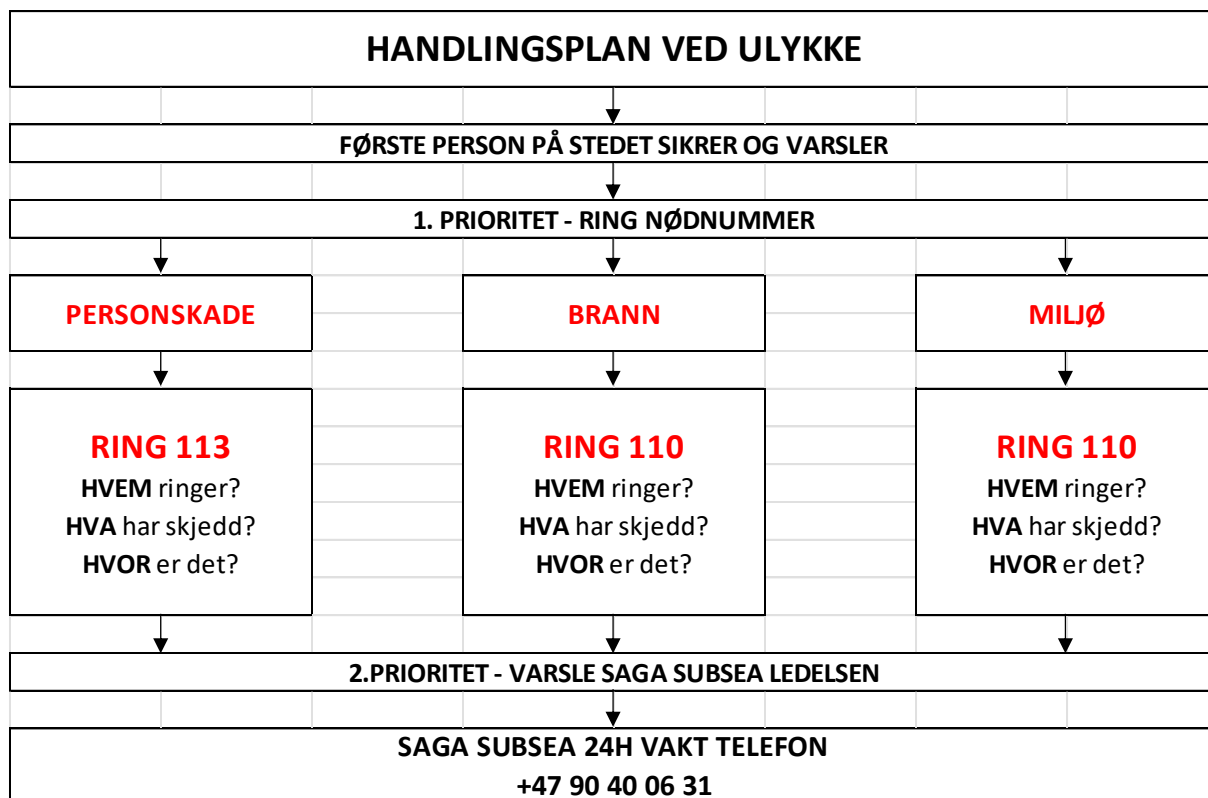 HANDLINGSPLAN VED ULYKKE
FØRSTE PERSON PÅ STEDET SIKRER OG VARSLER
1. PRIORITET - RING NØDNUMMER
PERSONSKADE
BRANN
MILJØ
RING 113
HVEM ringer?
HVA har skjedd?
HVOR er det?
RING 110
HVEM ringer?
HVA har skjedd?
HVOR er det?
RING 110
HVEM ringer?
HVA har skjedd?
HVOR er det?
2.PRIORITET - VARSLE SAGA SUBSEA LEDELSEN
SAGA SUBSEA 24H VAKT TELEFON
+47 90 40 06 31